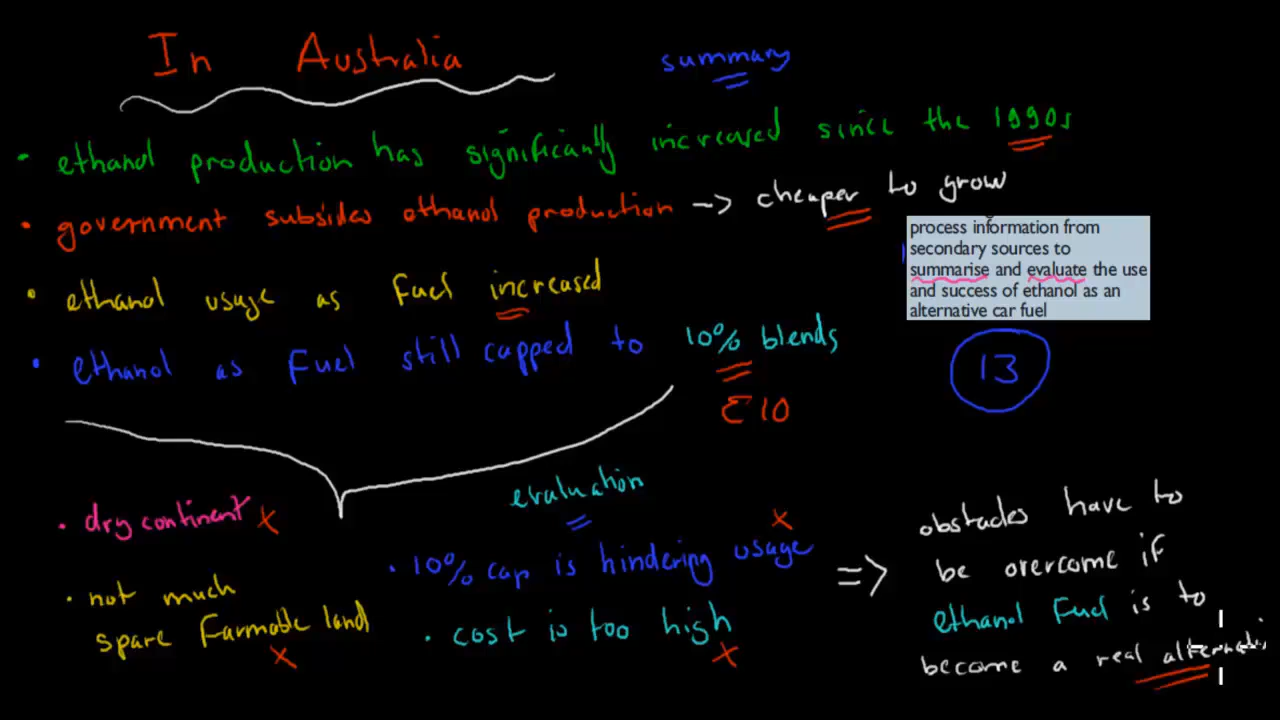 In Australia
summary
• ethanol production has significantly increased since the 1990s
• government subsides ethanol production -> cheaper to grow
process information from
secondary sources to
summarise and evaluate the use
and success of ethanol as an
alternative car fuel
• ethanol usage as fuel increased
• ethanol as fuel still capped to 10% blends
E10
13
evaluation
• dry continent x
• not much
spare farmable land x
• 10% cap is hindering usage x
• cost is too high x
=> obstacles have to
be overcome if
ethanol fuel is to
become a real